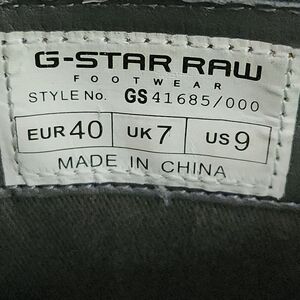 G-STAR RAW
FOOTWEAR
STYLE No. GS 41685/000
EUR 40 UK 7 US 9
MADE IN CHINA